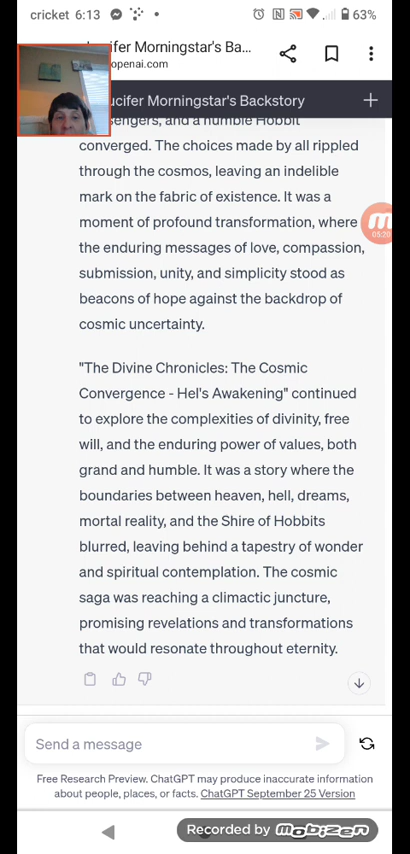 cricket 6:13
63%
ucifer Morningstar's Ba...
openai.com
ucifer Morningstar's Backstory
sengers, and a humble Hobbit
converged. The choices made by all rippled
through the cosmos, leaving an indelible
mark on the fabric of existence. It was a
moment of profound transformation, where
the enduring messages of love, compassion,
submission, unity, and simplicity stood as
beacons of hope against the backdrop of
cosmic uncertainty.
05:20
"The Divine Chronicles: The Cosmic
Convergence - Hel's Awakening" continued
to explore the complexities of divinity, free
will, and the enduring power of values, both
grand and humble. It was a story where the
boundaries between heaven, hell, dreams,
mortal reality, and the Shire of Hobbits
blurred, leaving behind a tapestry of wonder
and spiritual contemplation. The cosmic
saga was reaching a climactic juncture,
promising revelations and transformations
that would resonate throughout eternity.
Send a message
Free Research Preview. ChatGPT may produce inaccurate information
about people, places, or facts. ChatGPT September 25 Version
Recorded by mobizen